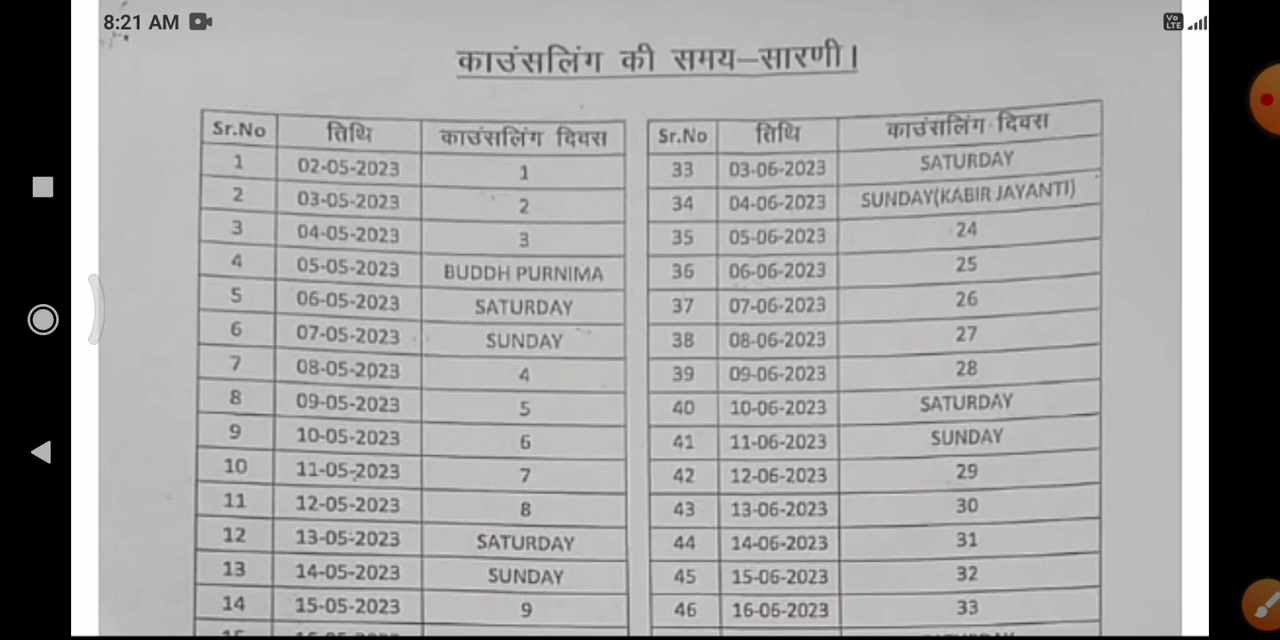 8:21 AM
Vo LTE
काउंसलिंग की समय–सारणी।
Sr.No तिथि काउंसलिंग दिवस
1 02-05-2023 1
2 03-05-2023 2
3 04-05-2023 3
4 05-05-2023 BUDDH PURNIMA
5 06-05-2023 SATURDAY
6 07-05-2023 SUNDAY
7 08-05-2023 4
8 09-05-2023 5
9 10-05-2023 6
10 11-05-2023 7
11 12-05-2023 8
12 13-05-2023 SATURDAY
13 14-05-2023 SUNDAY
14 15-05-2023 9
Sr.No तिथि काउंसलिंग दिवस
33 03-06-2023 SATURDAY
34 04-06-2023 SUNDAY(KABIR JAYANTI)
35 05-06-2023 24
36 06-06-2023 25
37 07-06-2023 26
38 08-06-2023 27
39 09-06-2023 28
40 10-06-2023 SATURDAY
41 11-06-2023 SUNDAY
42 12-06-2023 29
43 13-06-2023 30
44 14-06-2023 31
45 15-06-2023 32
46 16-06-2023 33